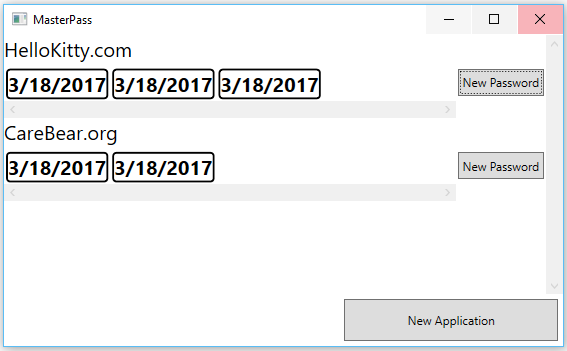 MasterPass
HelloKitty.com
3/18/2017 3/18/2017 3/18/2017 New Password
CareBear.org
3/18/2017 3/18/2017 New Password
New Application